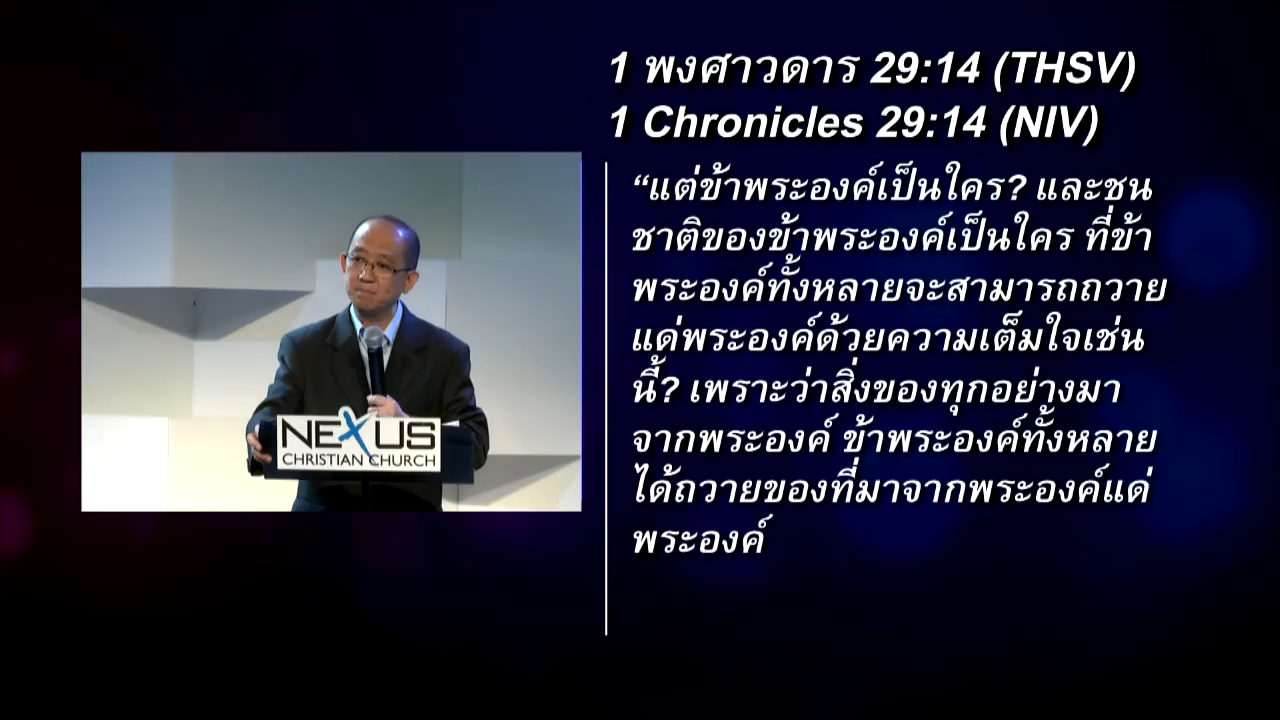 1 พงศาวดาร 29:14 (THSV)
1 Chronicles 29:14 (NIV)
“แต่ข้าพระองค์เป็นใคร? และชน
ชาติของข้าพระองค์เป็นใคร ที่ข้า
พระองค์ทั้งหลายจะสามารถถวาย
แด่พระองค์ด้วยความเต็มใจเช่น
นี้? เพราะว่าสิ่งของทุกอย่างมา
จากพระองค์ ข้าพระองค์ทั้งหลาย
ได้ถวายของที่มาจากพระองค์แด่
พระองค์
NEXUS
CHRISTIAN CHURCH